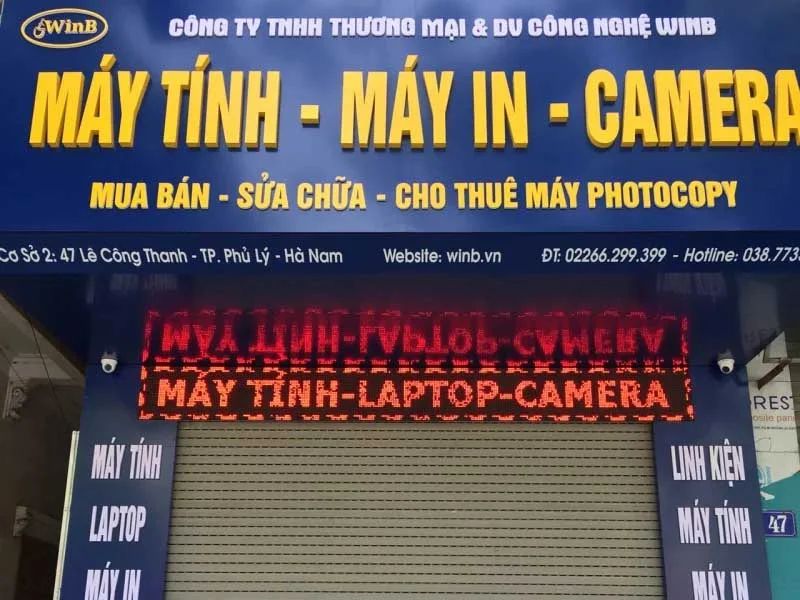 WinB
CÔNG TY TNHH THƯƠNG MẠI & DV CÔNG NGHỆ WINB
MÁY TÍNH - MÁY IN - CAMERA
MUA BÁN - SỬA CHỮA - CHO THUÊ MÁY PHOTOCOPY
Cơ Sở 2: 47 Lê Công Thanh - TP. Phủ Lý - Hà Nam
Website: winb.vn
ĐT: 02266.299.399 - Hotline: 038.773
MÁY TÍNH-LAPTOP-CAMERA
MÁY TÍNH
LAPTOP
MÁY IN
LINH KIỆN
MÁY TÍNH
MÁY IN
47